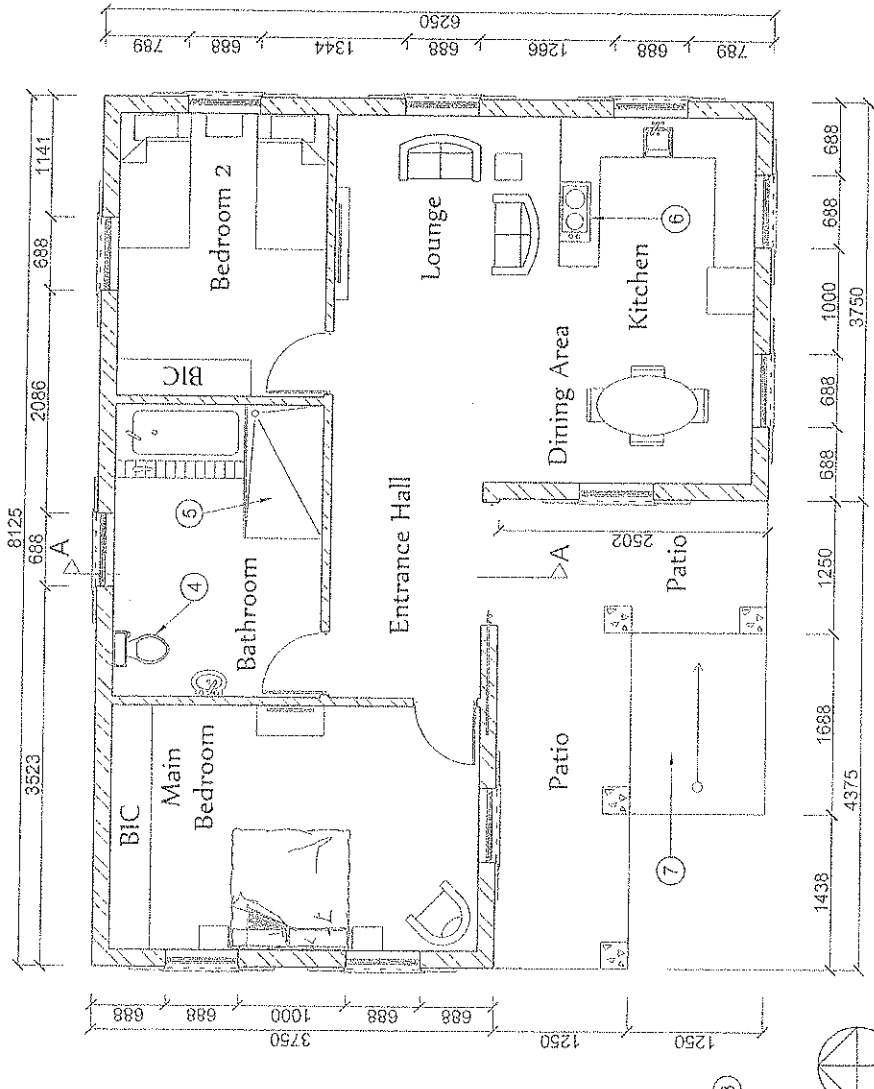 8125
3523
688
2086
688
1141
A
BIC
Main
Bedroom
4
Bathroom
5
BIC
Bedroom 2
Entrance Hall
Lounge
Dining Area
Kitchen
6
A
Patio
Patio
2502
7
688
688
1000
688
688
3750
1250
1250
789
688
1344
688
1266
688
789
6250
1438
1688
1250
688
688
1000
688
688
4375
3750